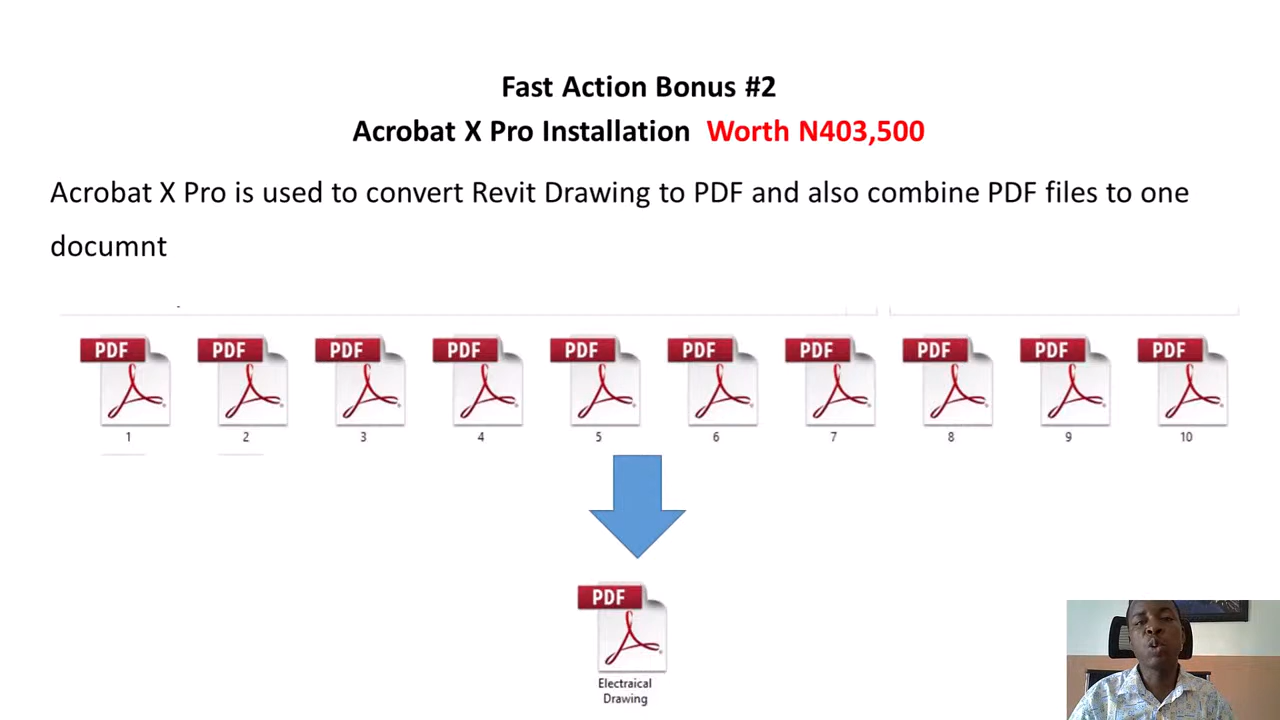 Fast Action Bonus #2
Acrobat X Pro Installation Worth N403,500
Acrobat X Pro is used to convert Revit Drawing to PDF and also combine PDF files to one
documnt
PDF PDF PDF PDF PDF PDF PDF PDF PDF PDF
1 2 3 4 5 6 7 8 9 10
PDF
Electraical
Drawing